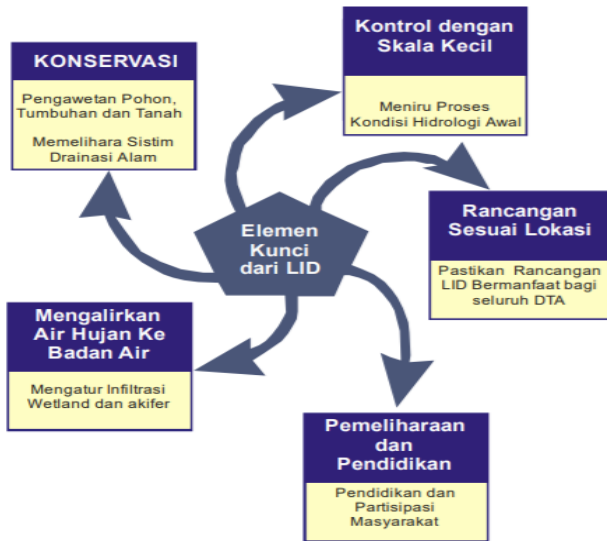 Kontrol dengan
Skala Kecil
Meniru Proses
Kondisi Hidrologi Awal
KONSERVASI
Pengawetan Pohon,
Tumbuhan dan Tanah
Memelihara Sistim
Drainasi Alam
Elemen
Kunci
dari LID
Rancangan
Sesuai Lokasi
Pastikan Rancangan
LID Bermanfaat bagi
seluruh DTA
Mengalirkan
Air Hujan Ke
Badan Air
Mengatur Infiltrasi
Wetland dan akifer
Pemeliharaan
dan
Pendidikan
Pendidikan dan
Partisipasi
Masyarakat